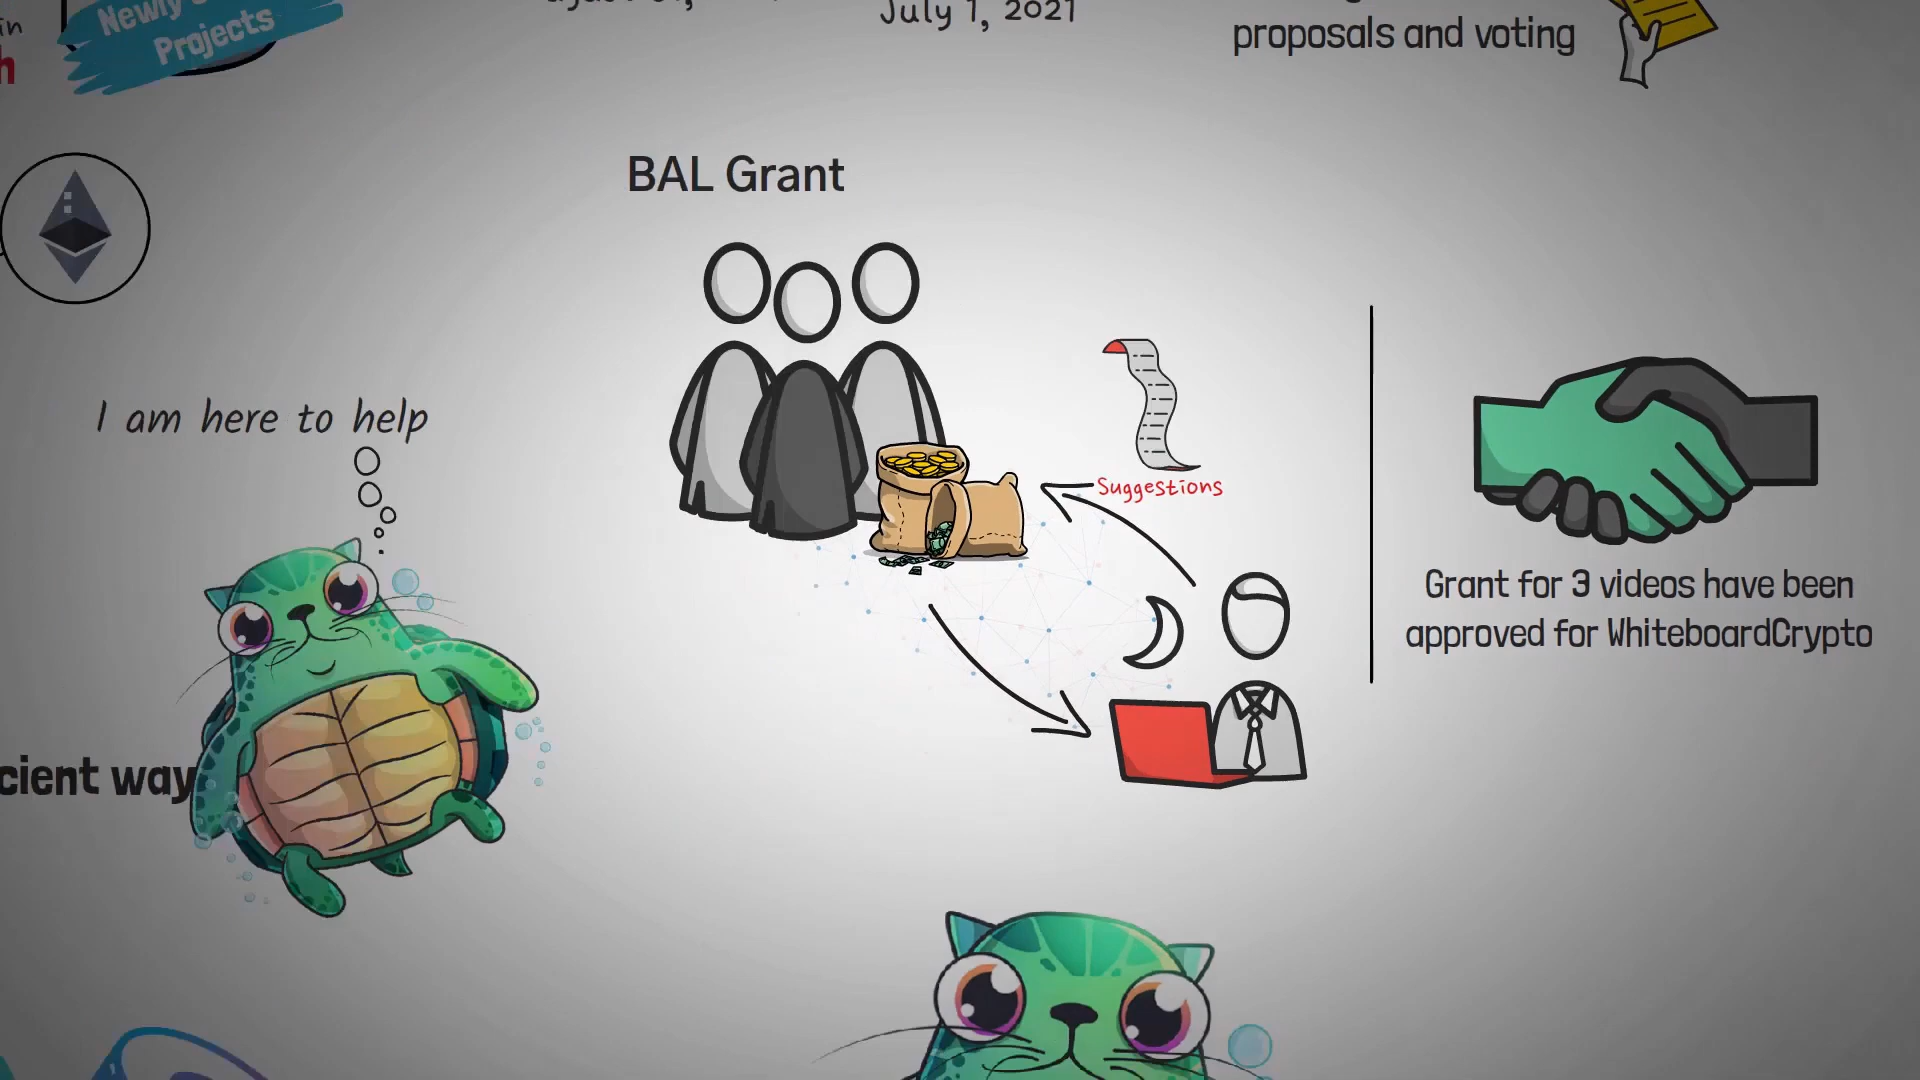 in
h
Newly
Projects
July 1, 2021
proposals and voting
BAL Grant
I am here to help
Suggestions
Grant for 3 videos have been
approved for WhiteboardCrypto
cient way